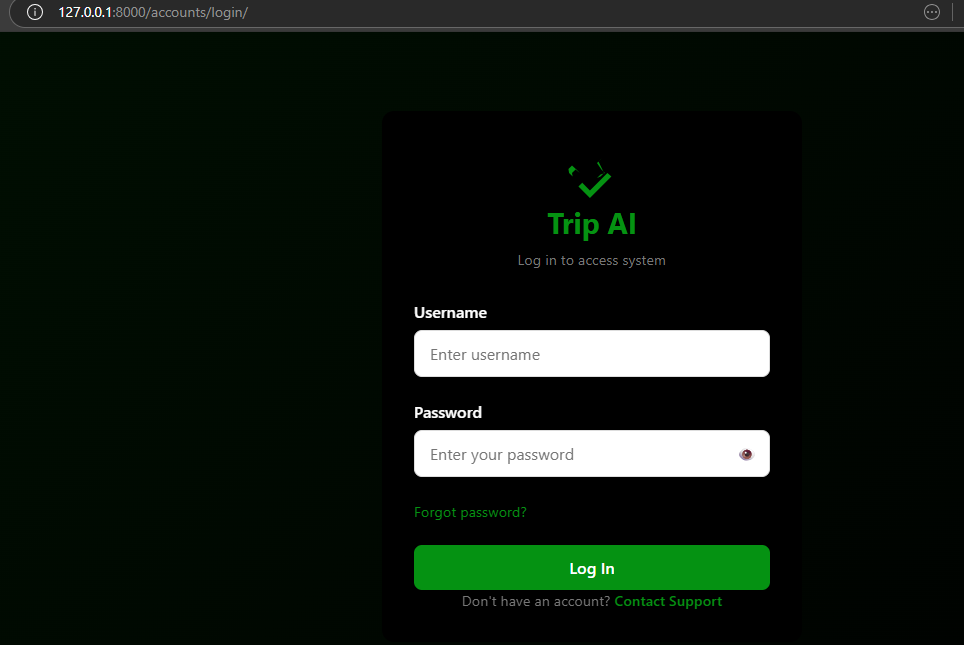 127.0.0.1:8000/accounts/login/
Trip AI
Log in to access system
Username
Enter username
Password
Enter your password
Forgot password?
Log In
Don't have an account? Contact Support